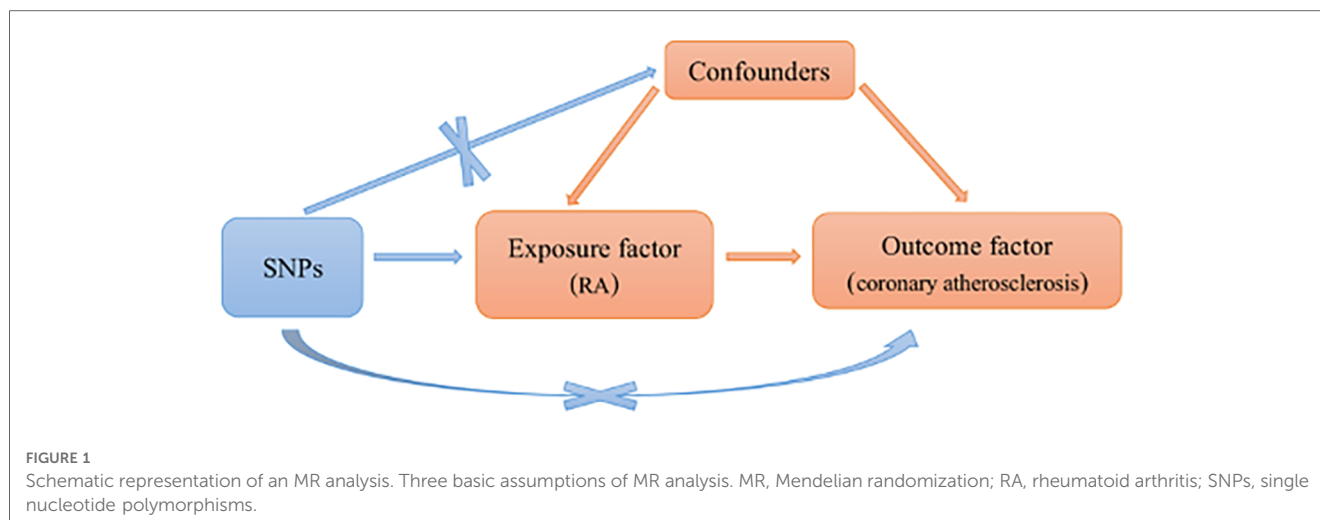 Confounders
SNPs
Exposure factor
(RA)
Outcome factor
(coronary atherosclerosis)
FIGURE 1
Schematic representation of an MR analysis. Three basic assumptions of MR analysis. MR, Mendelian randomization; RA, rheumatoid arthritis; SNPs, single
nucleotide polymorphisms.